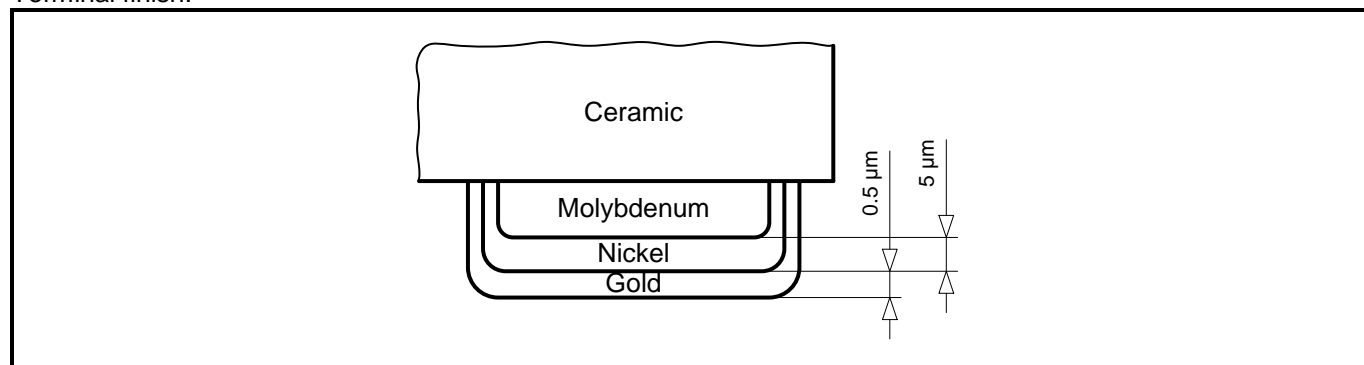 Terminal finish:
Ceramic
0.5 µm
5 µm
Molybdenum
Nickel
Gold